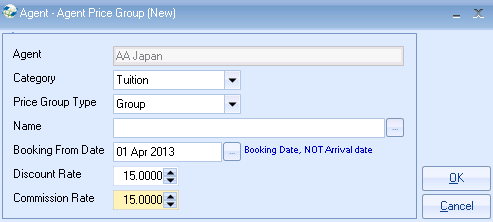 Agent - Agent Price Group (New)
Agent AA Japan
Category Tuition
Price Group Type Group
Name ...
Booking From Date 01 Apr 2013 ... Booking Date, NOT Arrival date
Discount Rate 15.0000
Commission Rate 15.0000
OK
Cancel